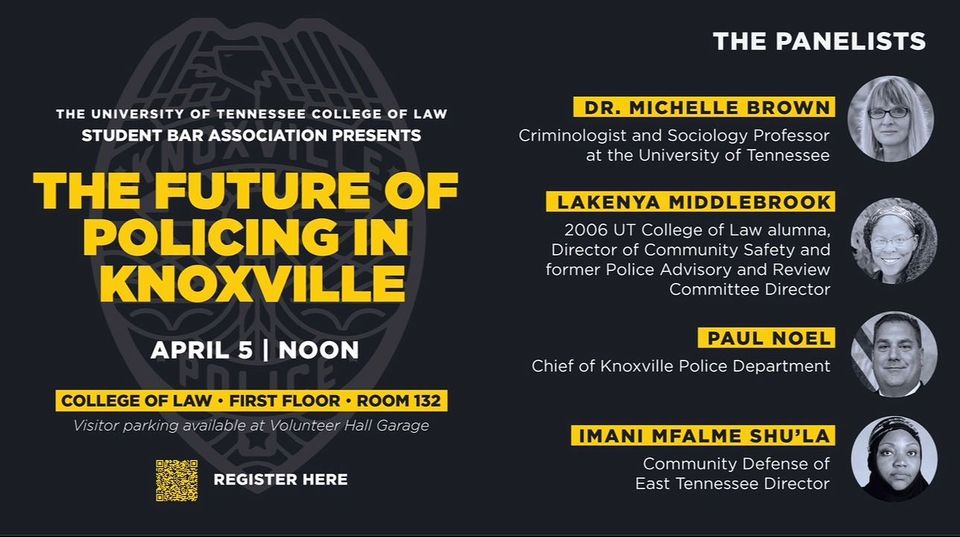 THE UNIVERSITY OF TENNESSEE COLLEGE OF LAW
STUDENT BAR ASSOCIATION PRESENTS
THE FUTURE OF
POLICING IN
KNOXVILLE
APRIL 5 | NOON
COLLEGE OF LAW • FIRST FLOOR • ROOM 132
Visitor parking available at Volunteer Hall Garage
REGISTER HERE
KNOXVILLE
POLICE
THE PANELISTS
DR. MICHELLE BROWN
Criminologist and Sociology Professor
at the University of Tennessee
LAKENYA MIDDLEBROOK
2006 UT College of Law alumna,
Director of Community Safety and
former Police Advisory and Review
Committee Director
PAUL NOEL
Chief of Knoxville Police Department
IMANI MFALME SHU'LA
Community Defense of
East Tennessee Director